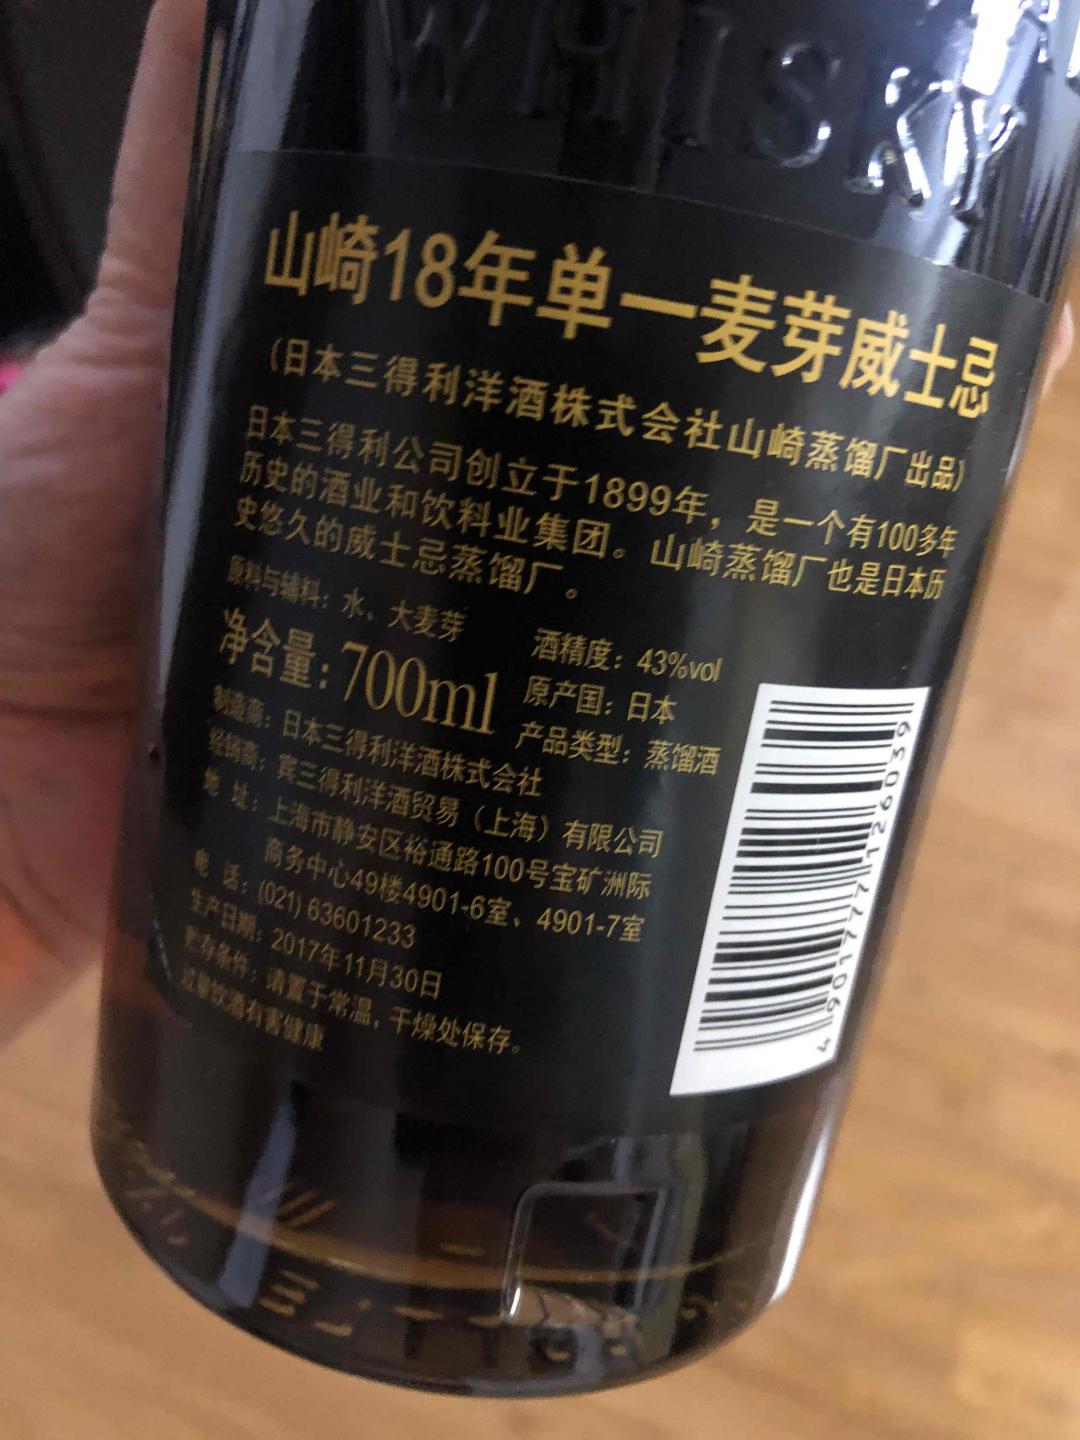 WHISKY
山崎18年单一麦芽威士忌
(日本三得利洋酒株式会社山崎蒸馏厂出品)
日本三得利公司创立于1899年，是一个有100多年
历史的酒业和饮料业集团。山崎蒸馏厂也是日本历
史悠久的威士忌蒸馏厂。
原料与辅料：水、大麦芽
酒精度：43%vol
净含量：700ml
原产国：日本
产品类型：蒸馏酒
制造商：日本三得利洋酒株式会社
经销商：宾三得利洋酒贸易（上海）有限公司
地 址：上海市静安区裕通路100号宝矿洲际
商务中心49楼4901-6室、4901-7室
电 话：(021) 63601233
生产日期：2017年11月30日
贮存条件：请置于常温，干燥处保存。
过量饮酒有害健康
4901777126039